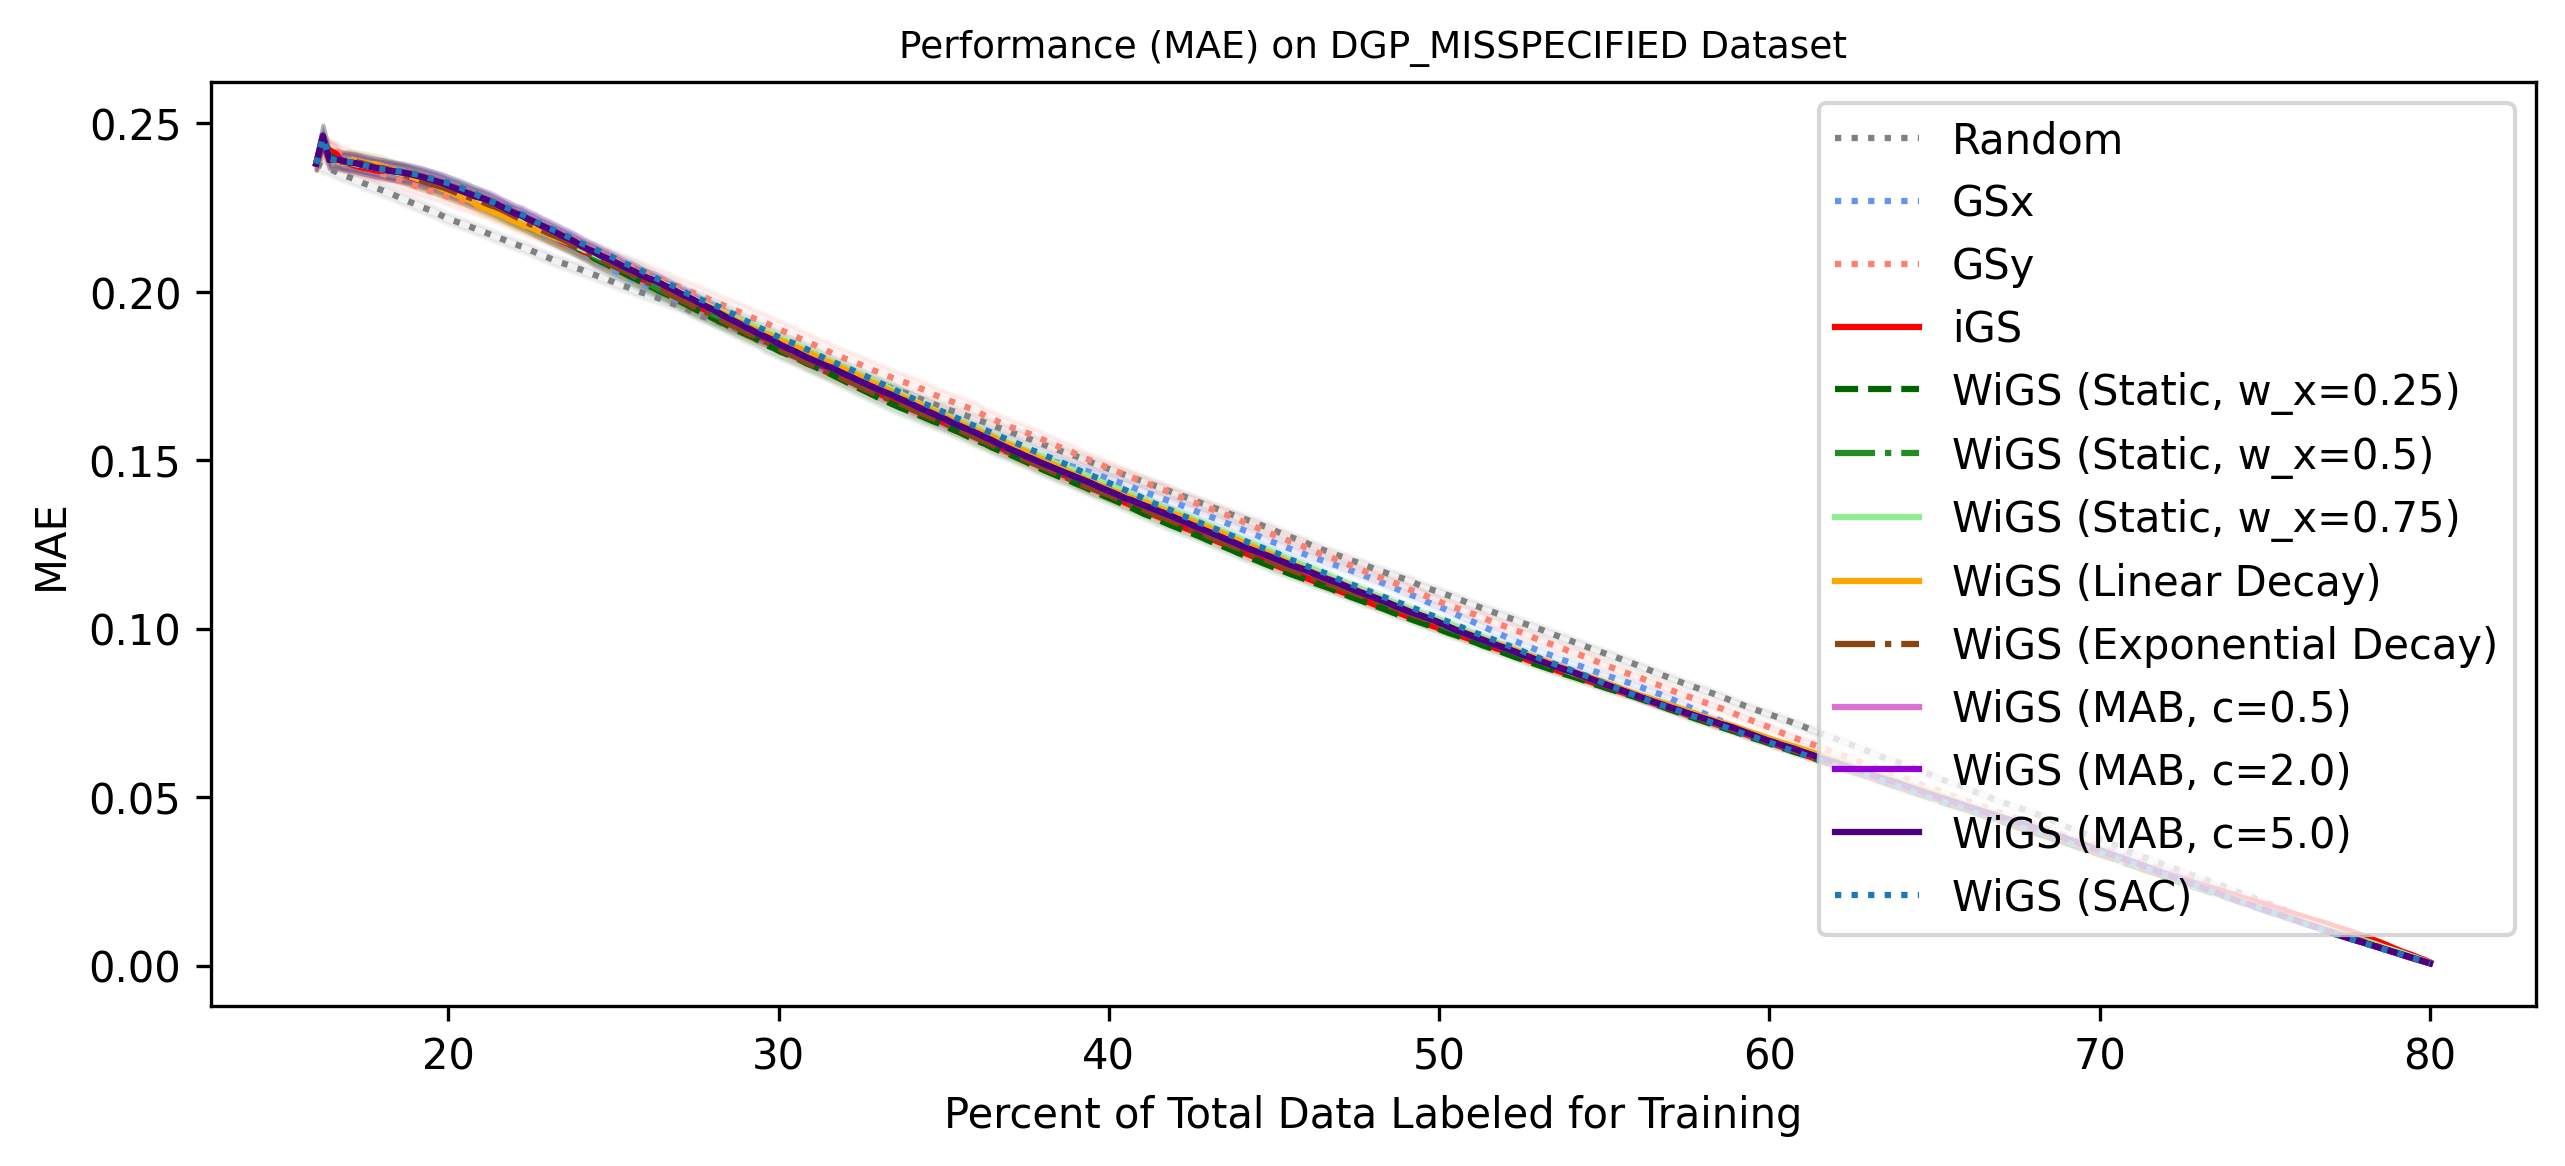 Performance (MAE) on DGP_MISSPECIFIED Dataset
0.25
0.20
0.15
0.10
0.05
0.00
MAE
20 30 40 50 60 70 80
Percent of Total Data Labeled for Training
Random
GSx
GSy
iGS
WiGS (Static, w_x=0.25)
WiGS (Static, w_x=0.5)
WiGS (Static, w_x=0.75)
WiGS (Linear Decay)
WiGS (Exponential Decay)
WiGS (MAB, c=0.5)
WiGS (MAB, c=2.0)
WiGS (MAB, c=5.0)
WiGS (SAC)